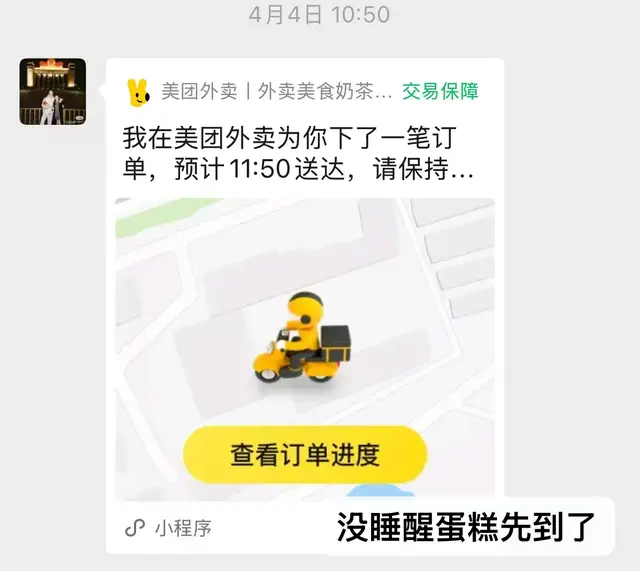 4月4日 10:50
美团外卖丨外卖美食奶茶... 交易保障
我在美团外卖为你下了一笔订
单，预计11:50送达，请保持...
查看订单进度
小程序
没睡醒蛋糕先到了